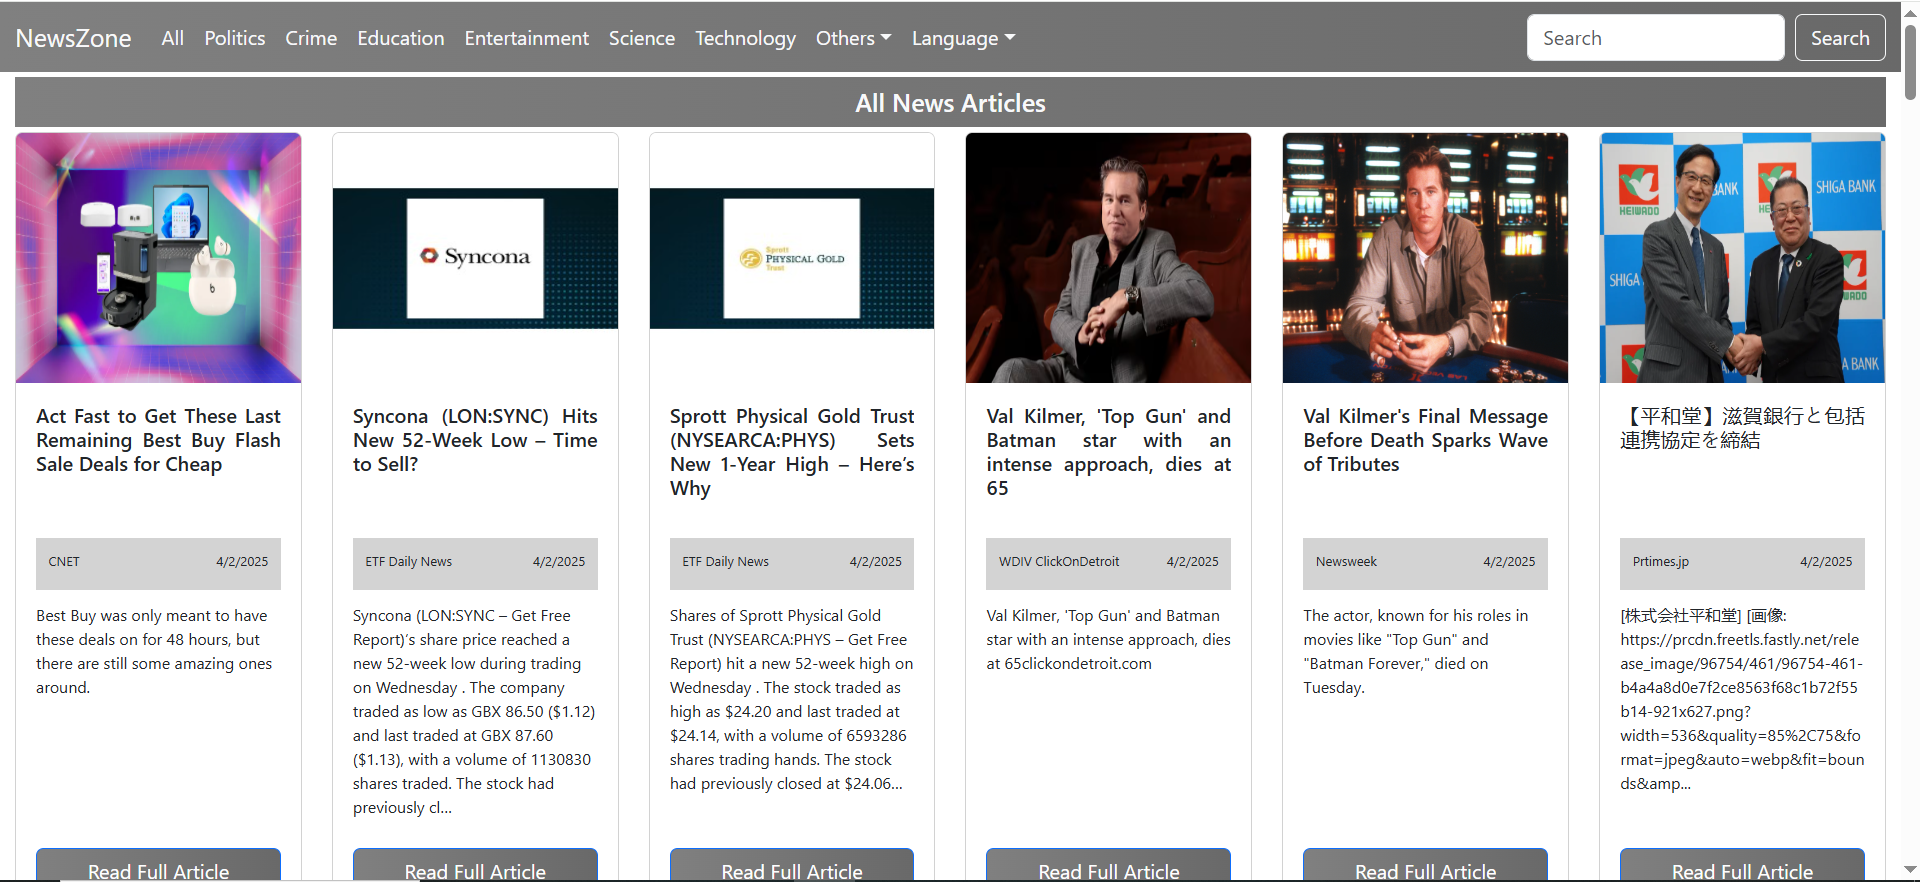 NewsZone All Politics Crime Education Entertainment Science Technology Others Language Search Search
All News Articles
Syncona
Sprott
PHYSICAL GOLD
Trust
HEIWADO
BANK
HE
SHIGA BANK
SHIGA
WADO
SHIGA BANK
A BANK
Act Fast to Get These Last
Remaining Best Buy Flash
Sale Deals for Cheap
CNET 4/2/2025
Best Buy was only meant to have
these deals on for 48 hours, but
there are still some amazing ones
around.
Read Full Article
Syncona (LON:SYNC) Hits
New 52-Week Low – Time
to Sell?
ETF Daily News 4/2/2025
Syncona (LON:SYNC – Get Free
Report)’s share price reached a
new 52-week low during trading
on Wednesday . The company
traded as low as GBX 86.50 ($1.12)
and last traded at GBX 87.60
($1.13), with a volume of 1130830
shares traded. The stock had
previously cl...
Read Full Article
Sprott Physical Gold Trust
(NYSEARCA:PHYS) Sets
New 1-Year High – Here’s
Why
ETF Daily News 4/2/2025
Shares of Sprott Physical Gold
Trust (NYSEARCA:PHYS – Get Free
Report) hit a new 52-week high on
Wednesday . The stock traded as
high as $24.20 and last traded at
$24.14, with a volume of 6593286
shares trading hands. The stock
had previously closed at $24.06...
Read Full Article
Val Kilmer, 'Top Gun' and
Batman star with an
intense approach, dies at
65
WDIV ClickOnDetroit 4/2/2025
Val Kilmer, 'Top Gun' and Batman
star with an intense approach, dies
at 65clickondetroit.com
Read Full Article
Val Kilmer's Final Message
Before Death Sparks Wave
of Tributes
Newsweek 4/2/2025
The actor, known for his roles in
movies like "Top Gun" and
"Batman Forever," died on
Tuesday.
Read Full Article
【平和堂】滋賀銀行と包括
連携協定を締結
Prtimes.jp 4/2/2025
[株式会社平和堂] [画像:
https://prcdn.freetls.fastly.net/rele
ase_image/96754/461/96754-461-
b4a4a8d0e7f2ce8563f68c1b72f55
b14-921x627.png?
width=536&quality=85%2C75&fo
rmat=jpeg&auto=webp&fit=boun
ds&amp...
Read Full Article